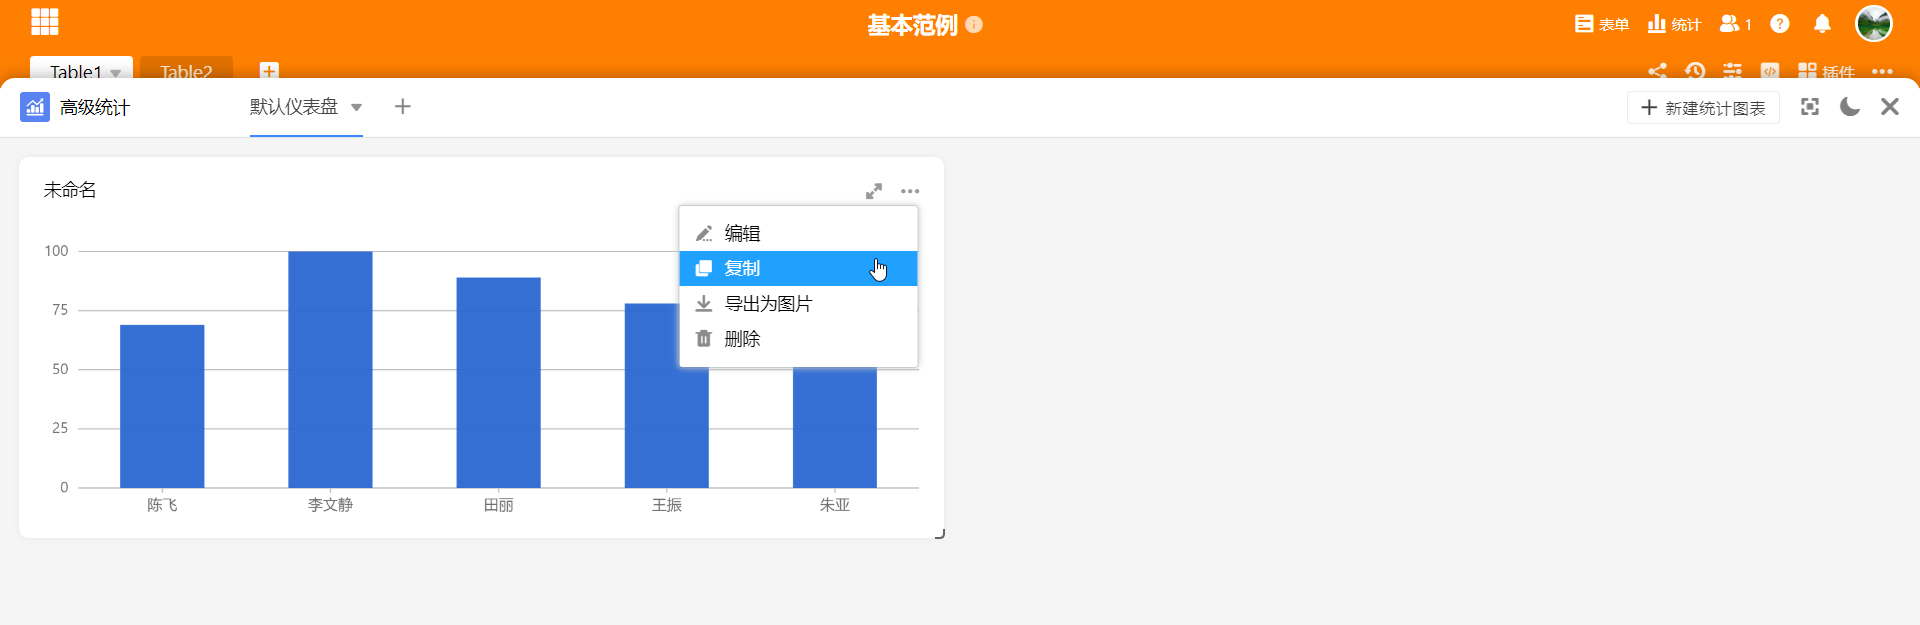 基本范例
表单 统计 1
Table1 Table2 插件
高级统计 默认仪表盘 新建统计图表
未命名
编辑
复制
导出为图片
删除
100
75
50
25
0
陈飞 李文静 田丽 王振 朱亚